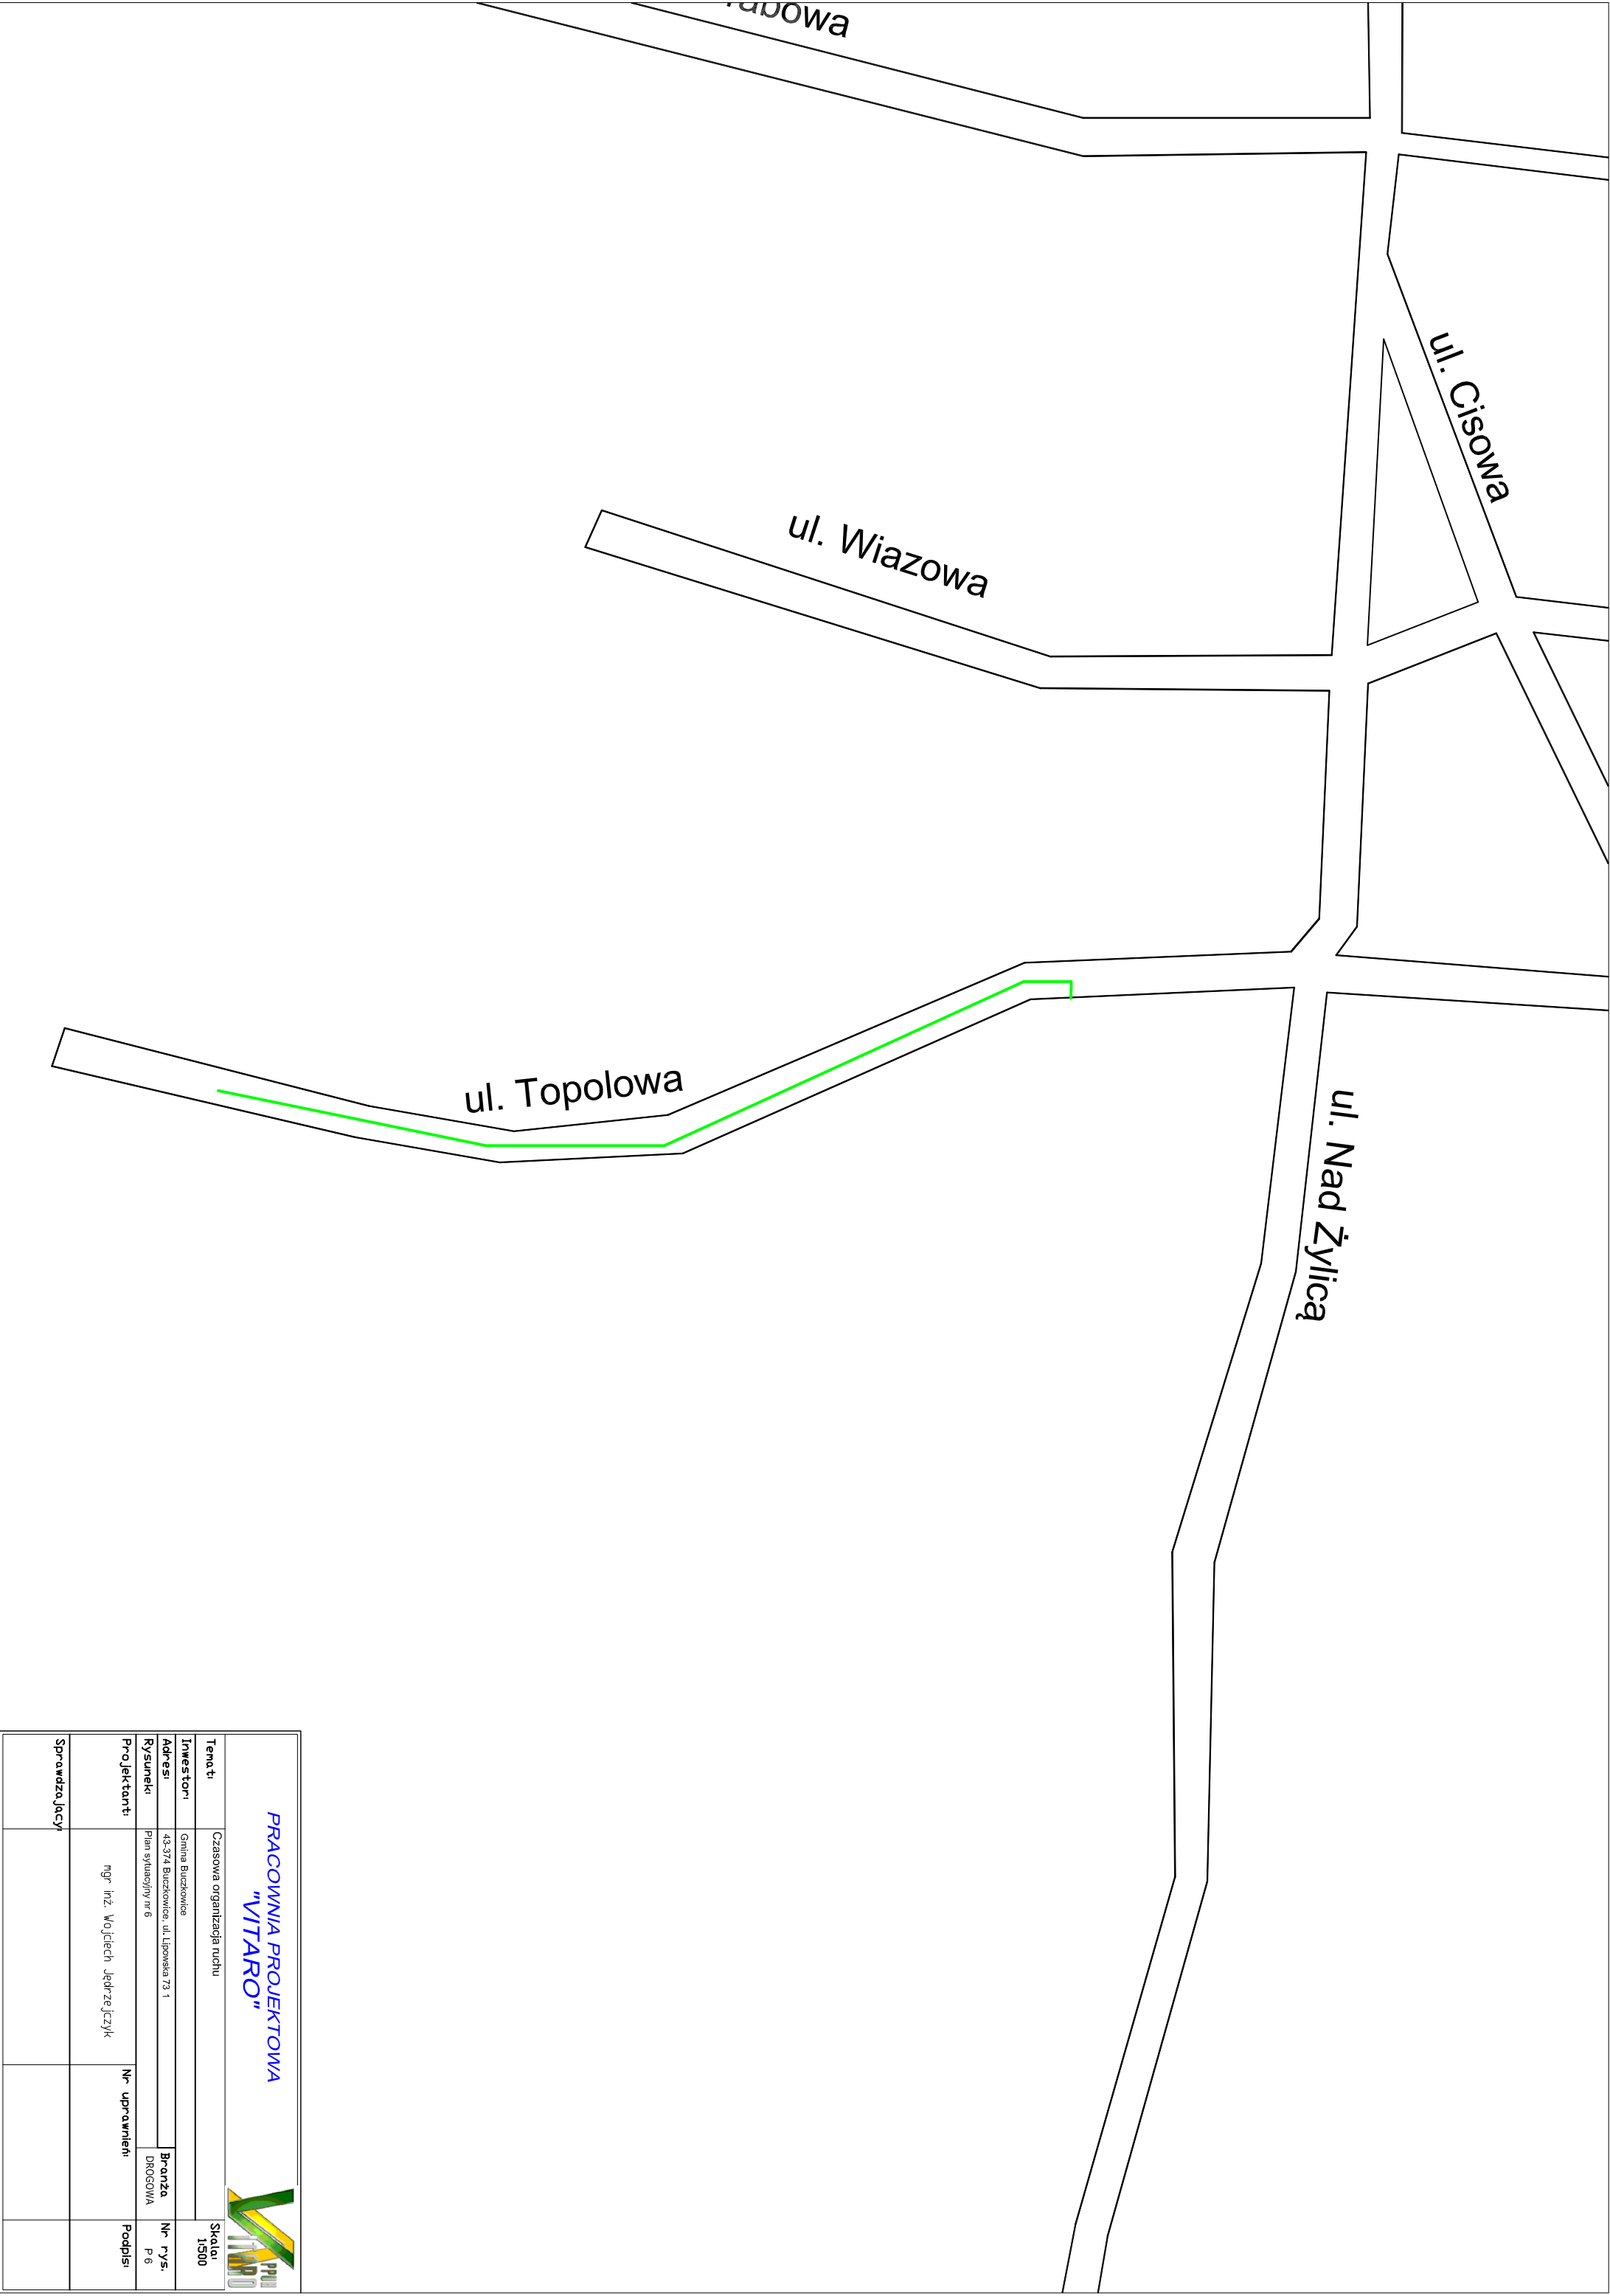 ul. Cisowa
ul. Wiazowa
ul. Topolowa
ul. Nad Żylicą
PRACOWNIA PROJEKTOWA
"VITARO"
PPUH
VITARO
Temat: Czasowa organizacja ruchu
Skala: 1:500
Inwestor: Gmina Buczkowice
Adres: 43-374 Buczkowice, ul. Lipowska 73 1
Branża DROGOWA
Nr rys. P 6
Rysunek: Plan sytuacyjny nr 6
Projektant: mgr inż. Wojciech Jędrzejczyk
Nr uprawnień:
Podpis:
Sprawdzający: